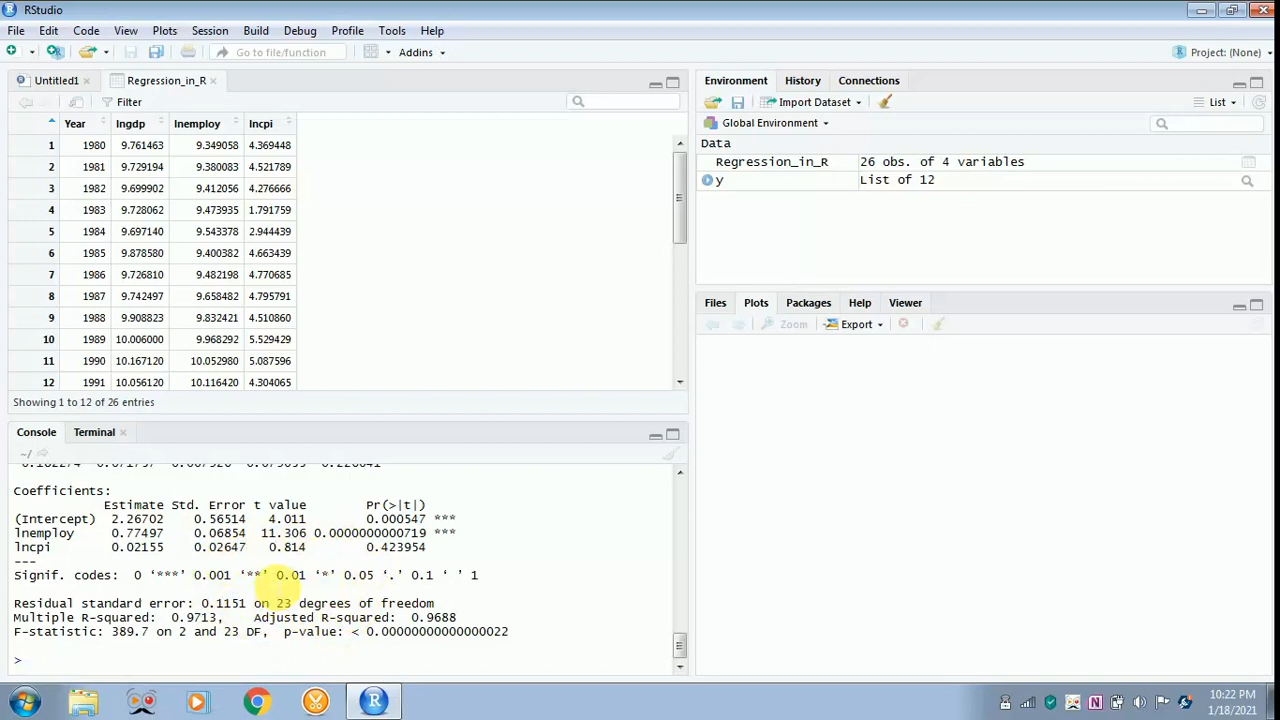 RStudio
File Edit Code View Plots Session Build Debug Profile Tools Help
Go to file/function Addins Project: (None)
Untitled1 Regression_in_R
Filter
Year lngdp lnemploy lncpi
1 1980 9.761463 9.349058 4.369448
2 1981 9.729194 9.380083 4.521789
3 1982 9.699902 9.412056 4.276666
4 1983 9.728062 9.473935 1.791759
5 1984 9.697140 9.543378 2.944439
6 1985 9.878580 9.400382 4.663439
7 1986 9.726810 9.482198 4.770685
8 1987 9.742497 9.658482 4.795791
9 1988 9.908823 9.832421 4.510860
10 1989 10.006000 9.968292 5.529429
11 1990 10.167120 10.052980 5.087596
12 1991 10.056120 10.116420 4.304065
Showing 1 to 12 of 26 entries
Console Terminal
~/
Coefficients:
Estimate Std. Error t value Pr(>|t|)
(Intercept) 2.26702 0.56514 4.011 0.000547 ***
lnemploy 0.77497 0.06854 11.306 0.0000000000719 ***
lncpi 0.02155 0.02647 0.814 0.423954
---
Signif. codes: 0 ‘***’ 0.001 ‘**’ 0.01 ‘*’ 0.05 ‘.’ 0.1 ‘ ’ 1
Residual standard error: 0.1151 on 23 degrees of freedom
Multiple R-squared: 0.9713, Adjusted R-squared: 0.9688
F-statistic: 389.7 on 2 and 23 DF, p-value: < 0.00000000000000022
>
Environment History Connections
Import Dataset List
Global Environment
Data
Regression_in_R 26 obs. of 4 variables
y List of 12
Files Plots Packages Help Viewer
Zoom Export
10:22 PM
1/18/2021